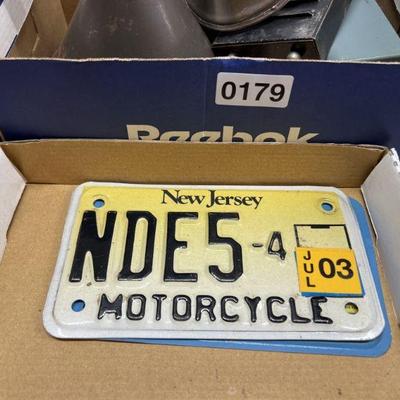 0179
Reebok
New Jersey
NDE5-4
JUL 03
MOTORCYCLE